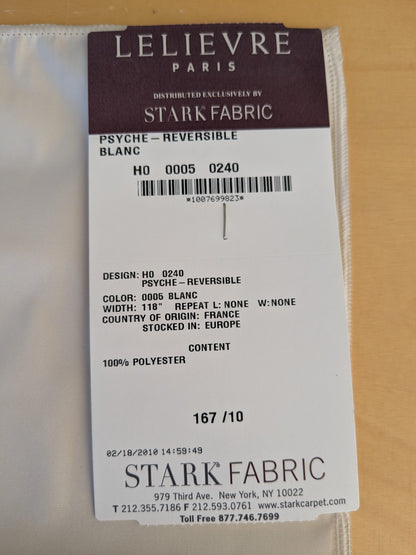 LELIEVRE
PARIS
DISTRIBUTED EXCLUSIVELY BY
STARK FABRIC
PSYCHE – REVERSIBLE
BLANC
H0 0005 0240
*1007699823*
DESIGN: H0 0240
PSYCHE – REVERSIBLE
COLOR: 0005 BLANC
WIDTH: 118" REPEAT L: NONE W:NONE
COUNTRY OF ORIGIN: FRANCE
STOCKED IN: EUROPE
CONTENT
100% POLYESTER
167 /10
02/18/2010 14:59:49
STARK FABRIC
979 Third Ave. New York, NY 10022
T 212.355.7186 F 212.593.0761 www.starkcarpet.com
Toll Free 877.746.7699